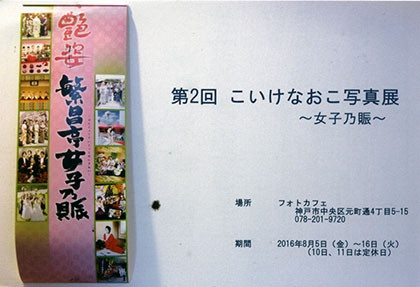 艶姿
繁昌亭女子乃賑
第2回 こいけなおこ写真展
～女子乃賑～
場所 フォトカフェ
神戸市中央区元町通4丁目5-15
078-201-9720
期間 2016年8月5日（金）～16日（火）
（10日、11日は定休日）